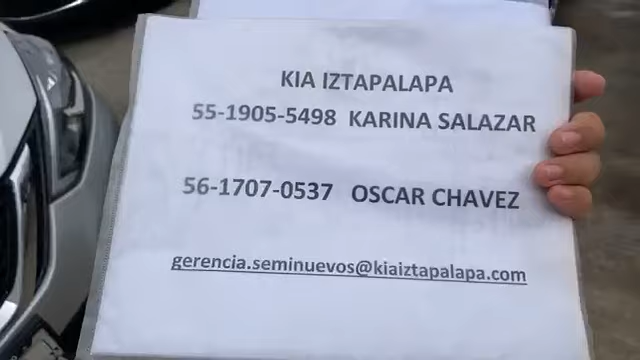 KIA IZTAPALAPA
55-1905-5498 KARINA SALAZAR
56-1707-0537 OSCAR CHAVEZ
gerencia.seminuevos@kiaiztapalapa.com